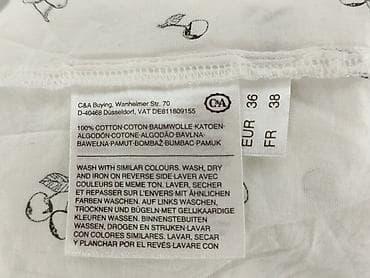 C&A Buying, Wanheimer Str. 70
D-40468 Düsseldorf, VAT DE811809155
C&A
100% COTTON-COTON-BAUMWOLLE-KATOEN-
ALGODÓN-COTONE-ALGODÃO-BAVLNA-
BAWEŁNA-PAMUT-BOMBAŽ-BUMBAC-PAMUK
WASH WITH SIMILAR COLOURS. WASH, DRY
AND IRON ON REVERSE SIDE-LAVER AVEC
COULEURS DE MEME TON. LAVER, SECHER
ET REPASSER SUR L'ENVERS-MIT ÄHNLICHEN
FARBEN WASCHEN. AUF LINKS WASCHEN,
TROCKNEN UND BÜGELN-MET GELIJKAARDIGE
KLEUREN WASSEN. BINNENSTEBUITEN
WASSEN, DROGEN EN STRIJKEN-LAVAR
CON COLORES SIMILARES. LAVAR, SECAR
Y PLANCHAR POR EL REVÉS-LAVARE CON
EUR 36
FR 38